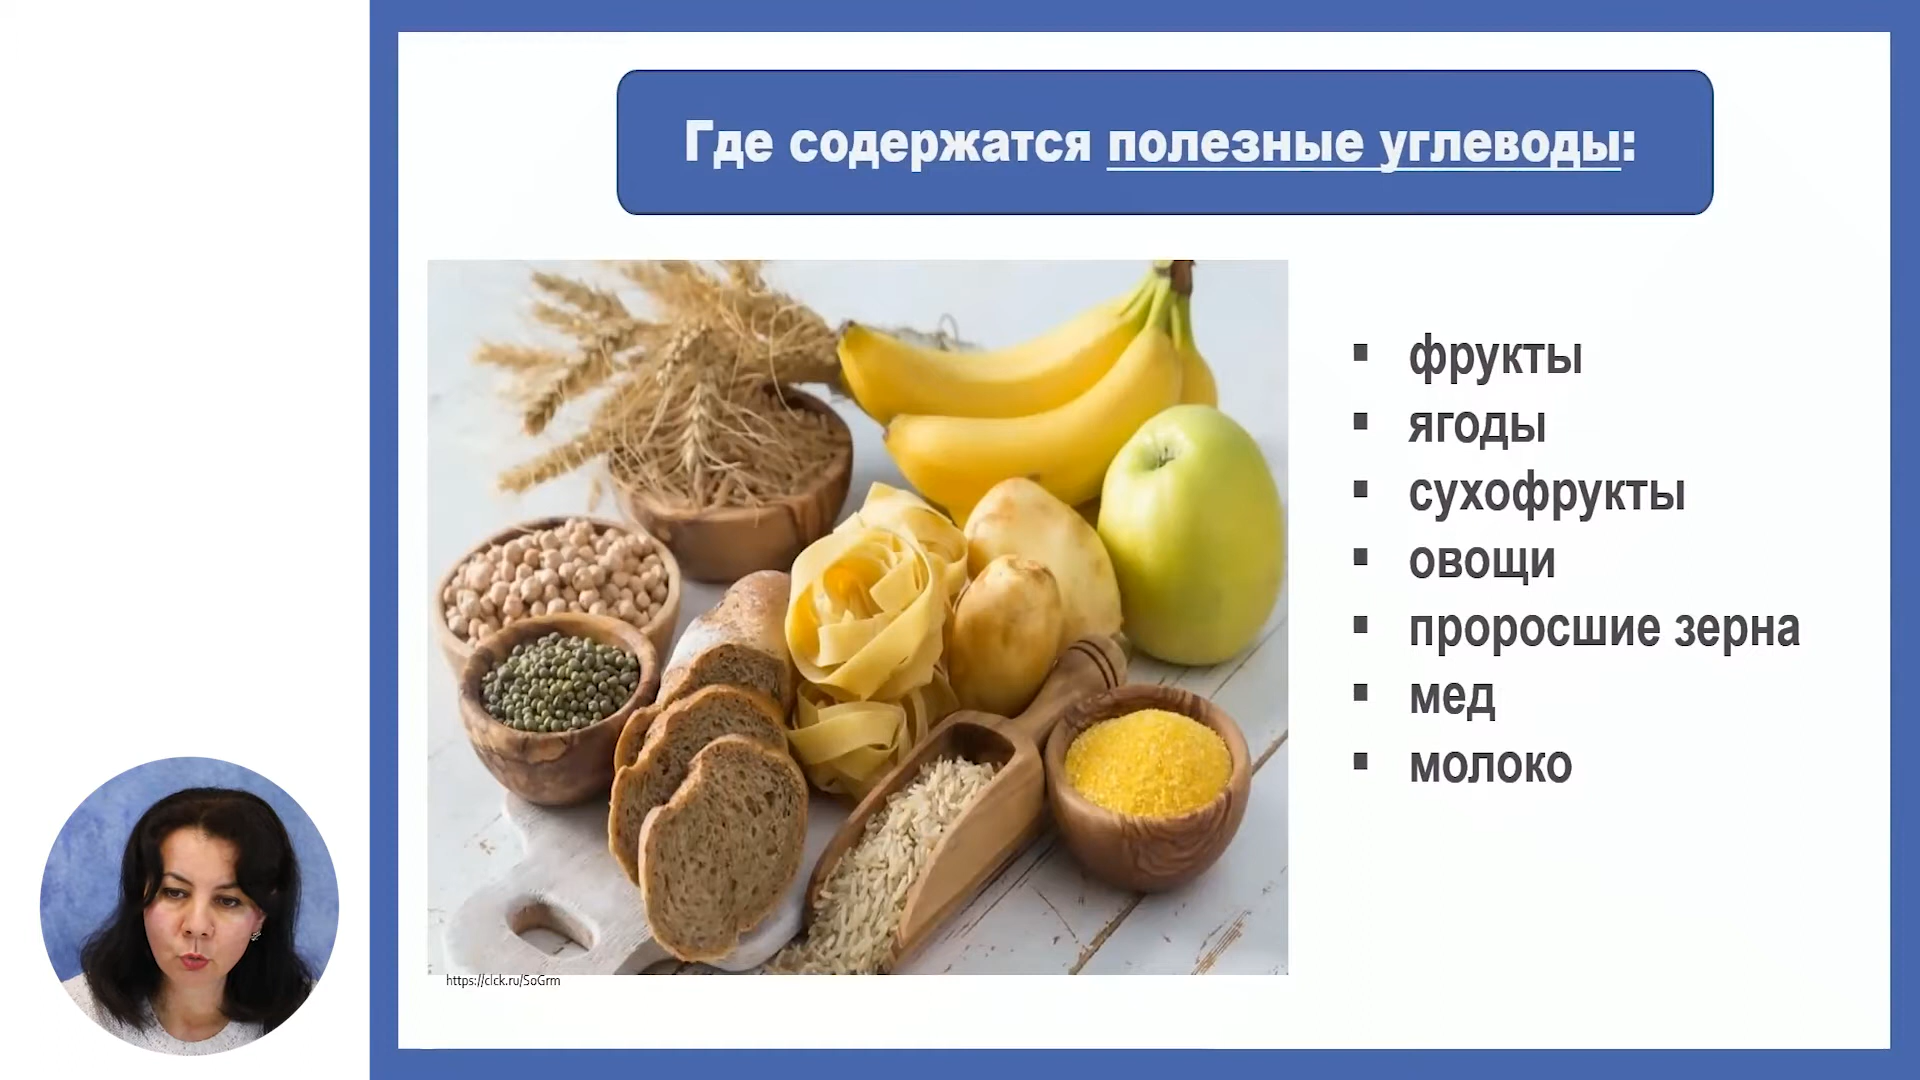 Где содержатся полезные углеводы:
фрукты
ягоды
сухофрукты
овощи
проросшие зерна
мед
молоко
https://clck.ru/SoGrm